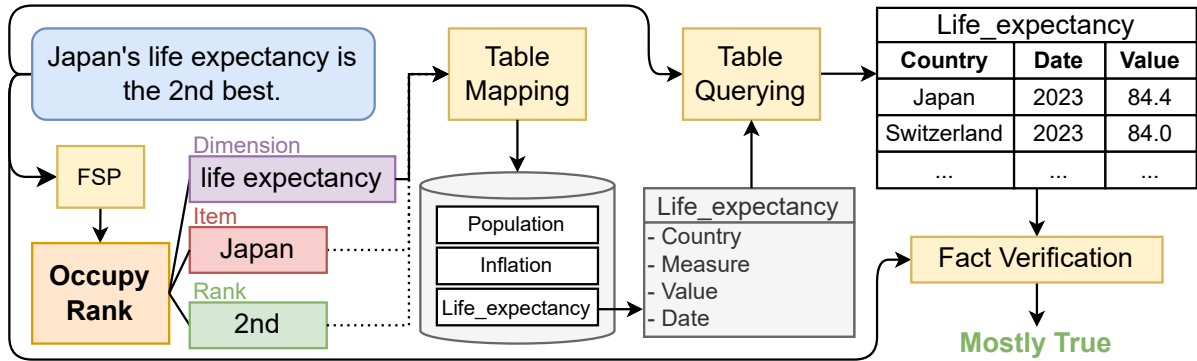 Japan's life expectancy is
the 2nd best.
FSP
Occupy
Rank
Dimension
life expectancy
Item
Japan
Rank
2nd
Table
Mapping
Population
Inflation
Life_expectancy
Life_expectancy
- Country
- Measure
- Value
- Date
Table
Querying
Life_expectancy
Country Date Value
Japan 2023 84.4
Switzerland 2023 84.0
... ... ...
Fact Verification
Mostly True